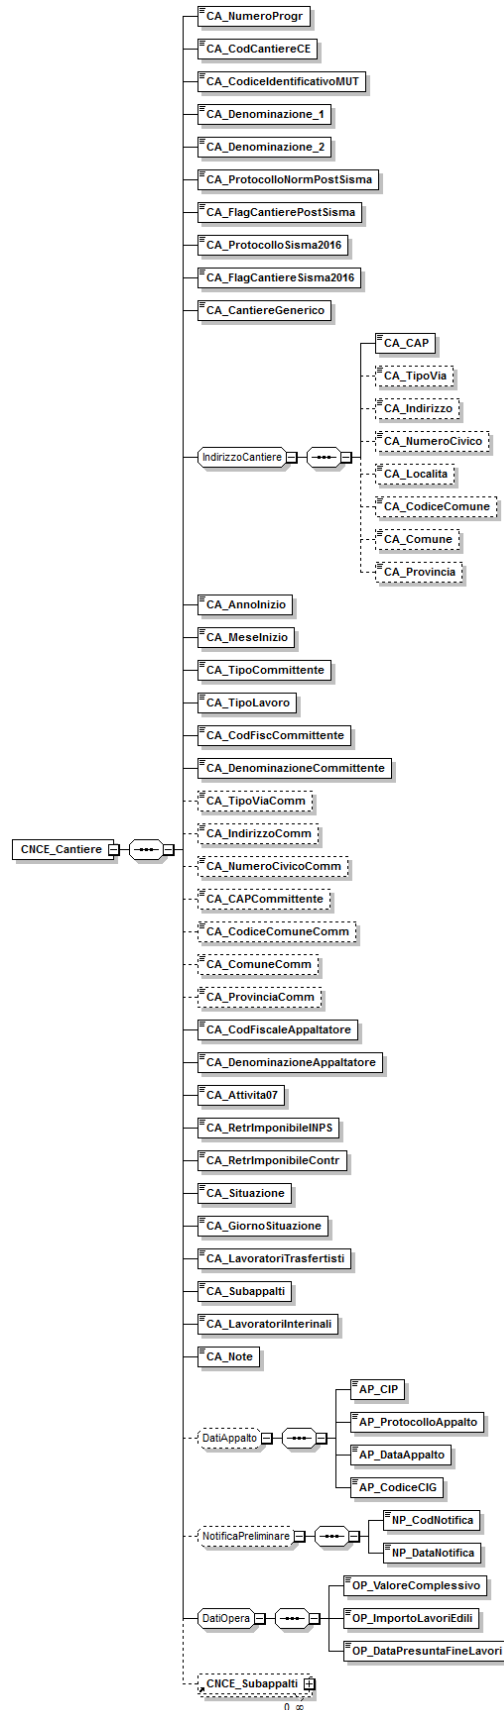 CA_NumeroProgr
CA_CodCantiereCE
CA_CodiceIdentificativoMUT
CA_Denominazione_1
CA_Denominazione_2
CA_ProtocolloNormPostSisma
CA_FlagCantierePostSisma
CA_ProtocolloSisma2016
CA_FlagCantiereSisma2016
CA_CantiereGenerico
IndirizzoCantiere
CA_CAP
CA_TipoVia
CA_Indirizzo
CA_NumeroCivico
CA_Localita
CA_CodiceComune
CA_Comune
CA_Provincia
CA_AnnoInizio
CA_MeseInizio
CA_TipoCommittente
CA_TipoLavoro
CA_CodFiscCommittente
CA_DenominazioneCommittente
CA_TipoViaComm
CA_IndirizzoComm
CNCE_Cantiere
CA_NumeroCivicoComm
CA_CAPCommittente
CA_CodiceComuneComm
CA_ComuneComm
CA_ProvinciaComm
CA_CodFiscaleAppaltatore
CA_DenominazioneAppaltatore
CA_Attivita07
CA_RetrImponibileINPS
CA_RetrImponibileContr
CA_Situazione
CA_GiornoSituazione
CA_LavoratoriTrasfertisti
CA_Subappalti
CA_LavoratoriInterinali
CA_Note
DatiAppalto
AP_CIP
AP_ProtocolloAppalto
AP_DataAppalto
AP_CodiceCIG
NotificaPreliminare
NP_CodNotifica
NP_DataNotifica
DatiOpera
OP_ValoreComplessivo
OP_ImportoLavoriEdili
OP_DataPresuntaFineLavori
CNCE_Subappalti
0..∞